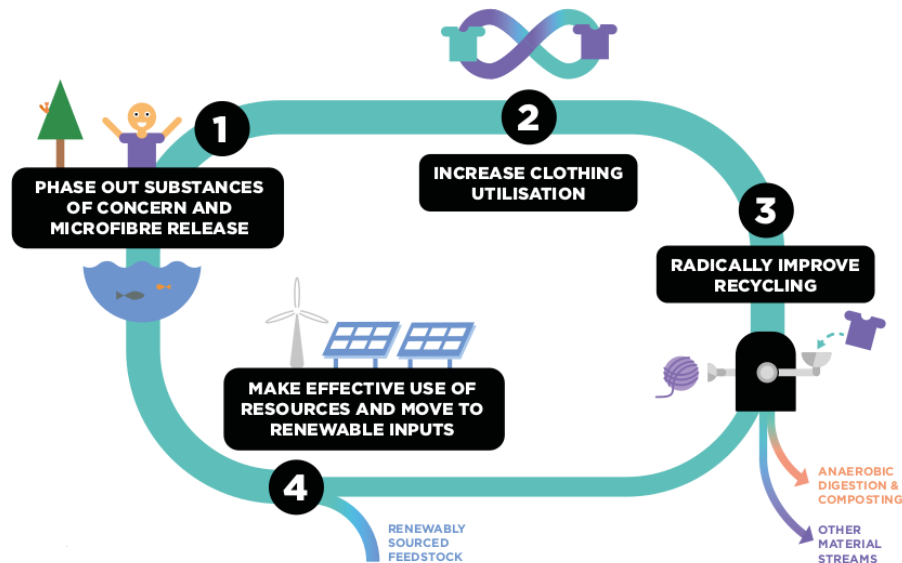 1
PHASE OUT SUBSTANCES
OF CONCERN AND
MICROFIBRE RELEASE
2
INCREASE CLOTHING
UTILISATION
3
RADICALLY IMPROVE
RECYCLING
MAKE EFFECTIVE USE OF
RESOURCES AND MOVE TO
RENEWABLE INPUTS
4
RENEWABLY
SOURCED
FEEDSTOCK
ANAEROBIC
DIGESTION &
COMPOSTING
OTHER
MATERIAL
STREAMS